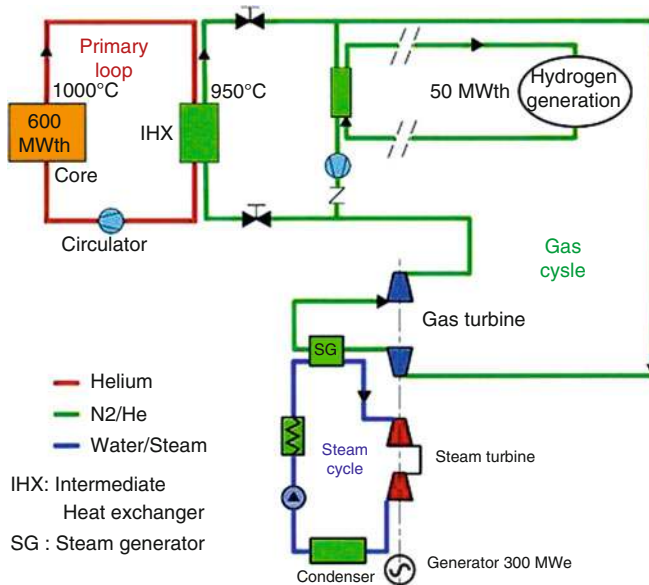 Primary
loop
1000°C
950°C
600
MWth
IHX
Core
Circulator
50 MWth
Hydrogen
generation
Gas
cysle
Gas turbine
SG
Helium
N2/He
Water/Steam
IHX: Intermediate
Heat exchanger
SG : Steam generator
Steam
cycle
Steam turbine
Condenser
Generator 300 MWe